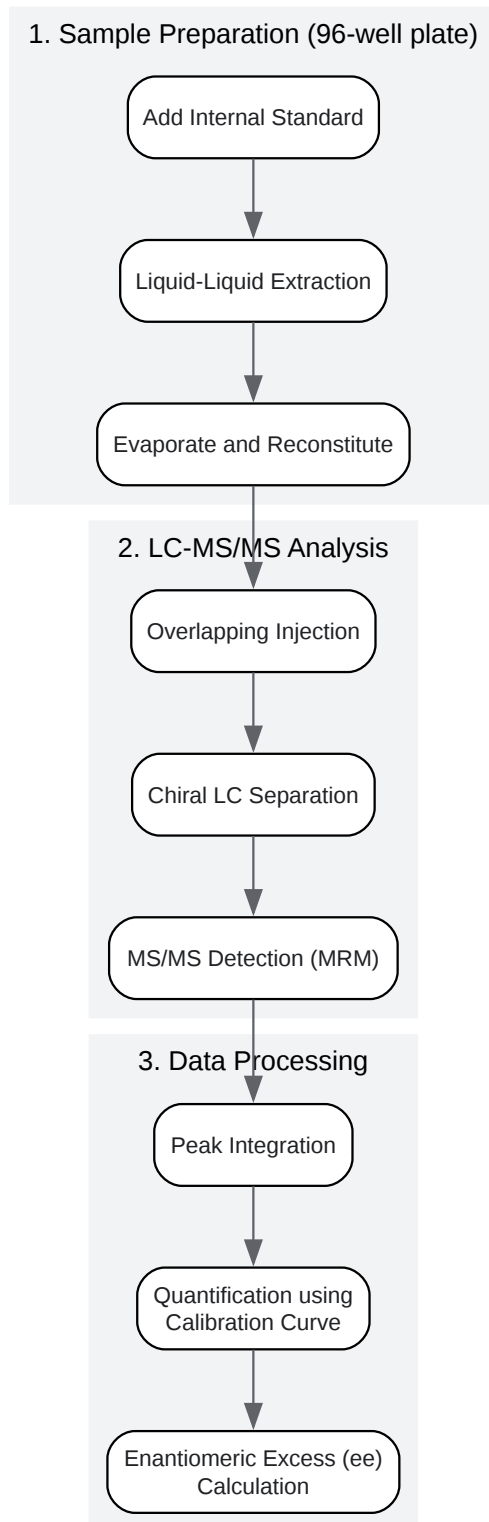 1. Sample Preparation (96-well plate)
Add Internal Standard
Liquid-Liquid Extraction
Evaporate and Reconstitute
2. LC-MS/MS Analysis
Overlapping Injection
Chiral LC Separation
MS/MS Detection (MRM)
3. Data Processing
Peak Integration
Quantification using
Calibration Curve
Enantiomeric Excess (ee)
Calculation